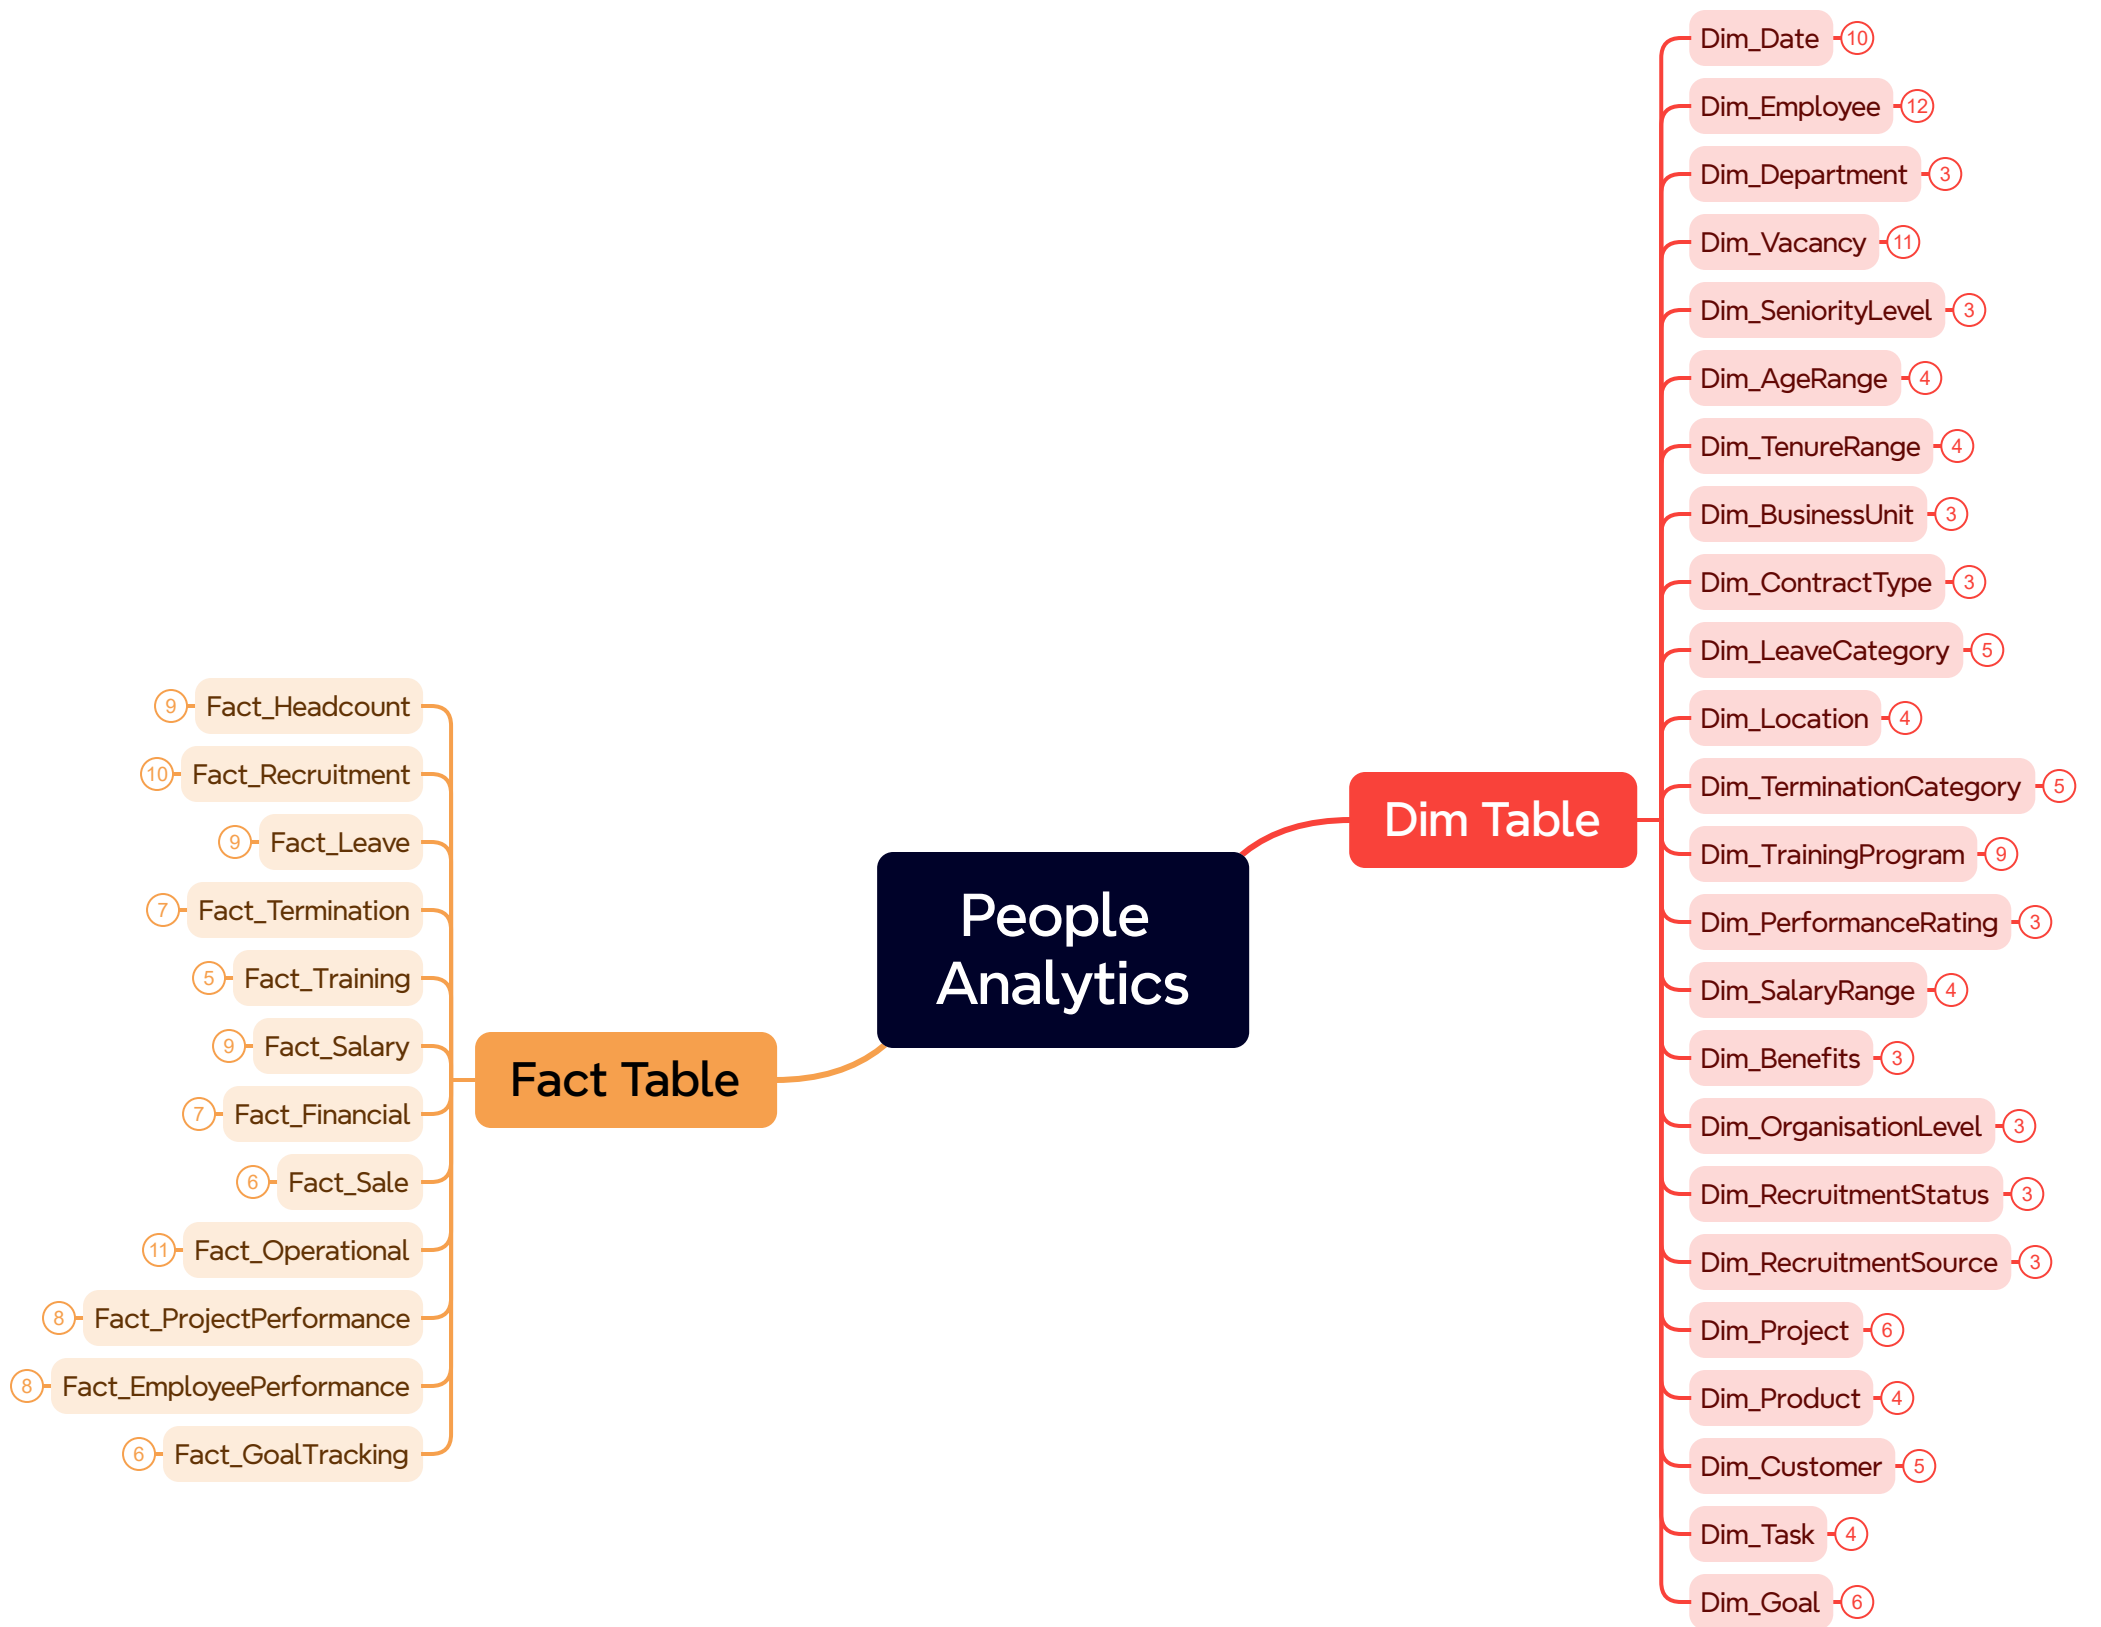 People
Analytics
Dim Table
Dim_Date 10
Dim_Employee 12
Dim_Department 3
Dim_Vacancy 11
Dim_SeniorityLevel 3
Dim_AgeRange 4
Dim_TenureRange 4
Dim_BusinessUnit 3
Dim_ContractType 3
Dim_LeaveCategory 5
Dim_Location 4
Dim_TerminationCategory 5
Dim_TrainingProgram 9
Dim_PerformanceRating 3
Dim_SalaryRange 4
Dim_Benefits 3
Dim_OrganisationLevel 3
Dim_RecruitmentStatus 3
Dim_RecruitmentSource 3
Dim_Project 6
Dim_Product 4
Dim_Customer 5
Dim_Task 4
Dim_Goal 6
Fact Table
9 Fact_Headcount
10 Fact_Recruitment
9 Fact_Leave
7 Fact_Termination
5 Fact_Training
9 Fact_Salary
7 Fact_Financial
6 Fact_Sale
11 Fact_Operational
8 Fact_ProjectPerformance
8 Fact_EmployeePerformance
6 Fact_GoalTracking